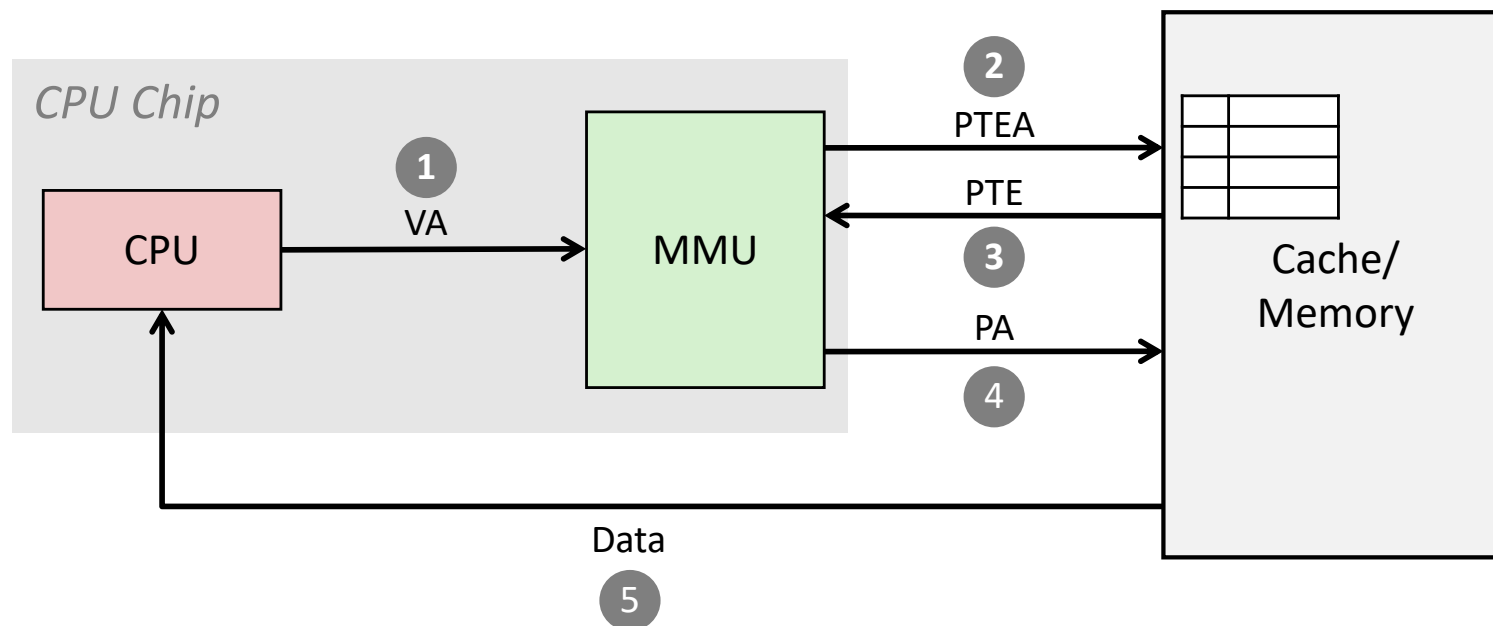 CPU Chip
2
PTEA
1
VA
CPU
MMU
PTE
3
Cache/
Memory
PA
4
Data
5